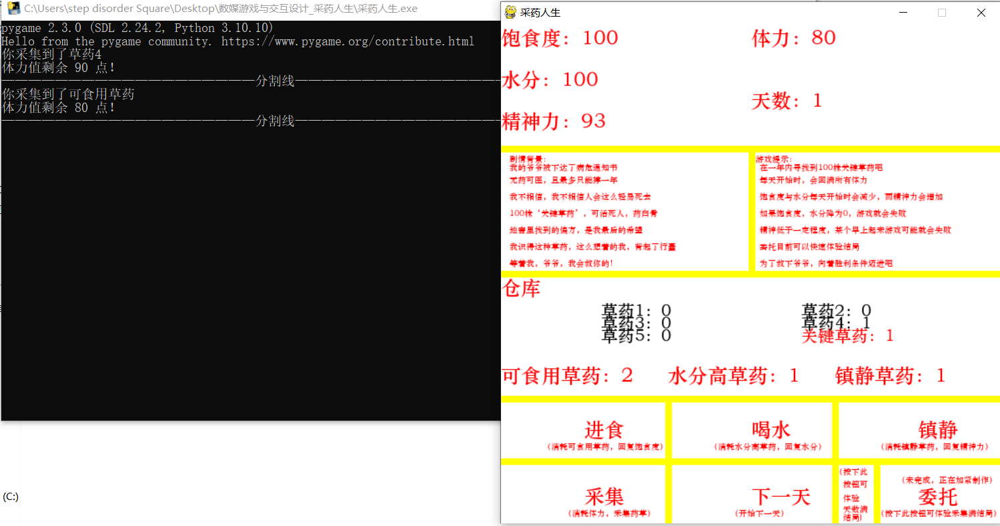 C:\Users\step disorder Square\Desktop\数媒游戏与交互设计_采药人生\采药人生.exe
pygame 2.3.0 (SDL 2.24.2, Python 3.10.10)
Hello from the pygame community. https://www.pygame.org/contribute.html
你采集到了草药4
体力值剩余 90 点!
———————————————————分割线———————————————————
你采集到了可食用草药
体力值剩余 80 点!
———————————————————分割线———————————————————
(C:)
采药人生
饱食度：100
体力：80
水分：100
天数：1
精神力：93
剧情背景：
我的爷爷被下达了病危通知书
无药可医，且最多只能撑一年
我不相信，我不相信人会这么轻易死去
100株‘关键草药’，可活死人，药白骨
地窖里找到的偏方，是我最后的希望
我识得这种草药，这么想着的我，背起了行囊
等着我，爷爷，我会救你的！
游戏提示：
在一年内寻找到100株关键草药吧
每天开始时，会回满所有体力
饱食度与水分每天开始时会减少，而精神力会增加
如果饱食度，水分降为0，游戏就会失败
精神低于一定程度，某个早上起来游戏可能就会失败
委托目前可以快速体验结局
为了救下爷爷，向着胜利条件迈进吧
仓库
草药1：0
草药2：0
草药3：0
草药4：1
草药5：0
关键草药：1
可食用草药：2
水分高草药：1
镇静草药：1
进食
（消耗可食用草药，回复饱食度）
喝水
（消耗水分高草药，回复水分）
镇静
（消耗镇静草药，回复精神力）
采集
（消耗体力，采集药草）
下一天
（开始下一天）
（按下此
按钮可
体验
天数满
结局）
（未完成，正在加紧制作）
委托
（按下此按钮可体验采集满结局）